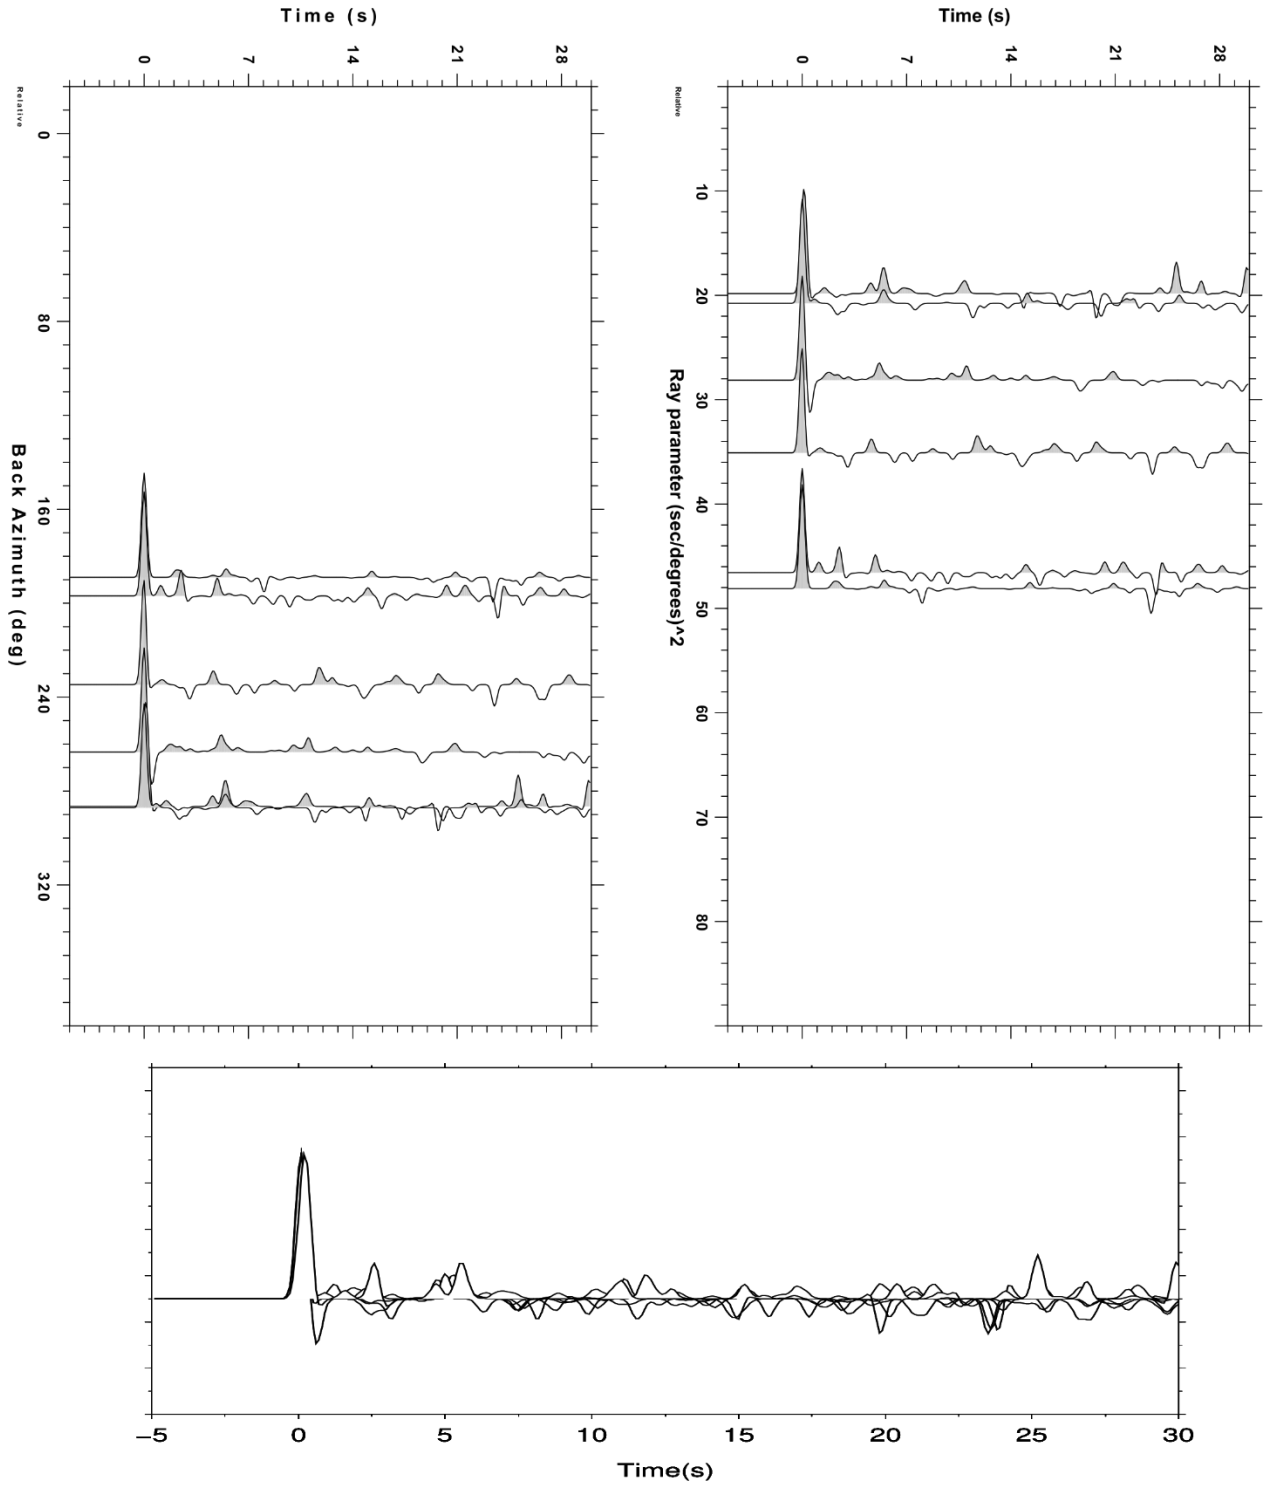 Time (s)
0 7 14 21 28
Relative
0
80
160
240
320
Back Azimuth (deg)
Time (s)
0 7 14 21 28
Relative
10
20
30
40
50
60
70
80
Ray parameter (sec/degrees)^2
−5 0 5 10 15 20 25 30
Time(s)